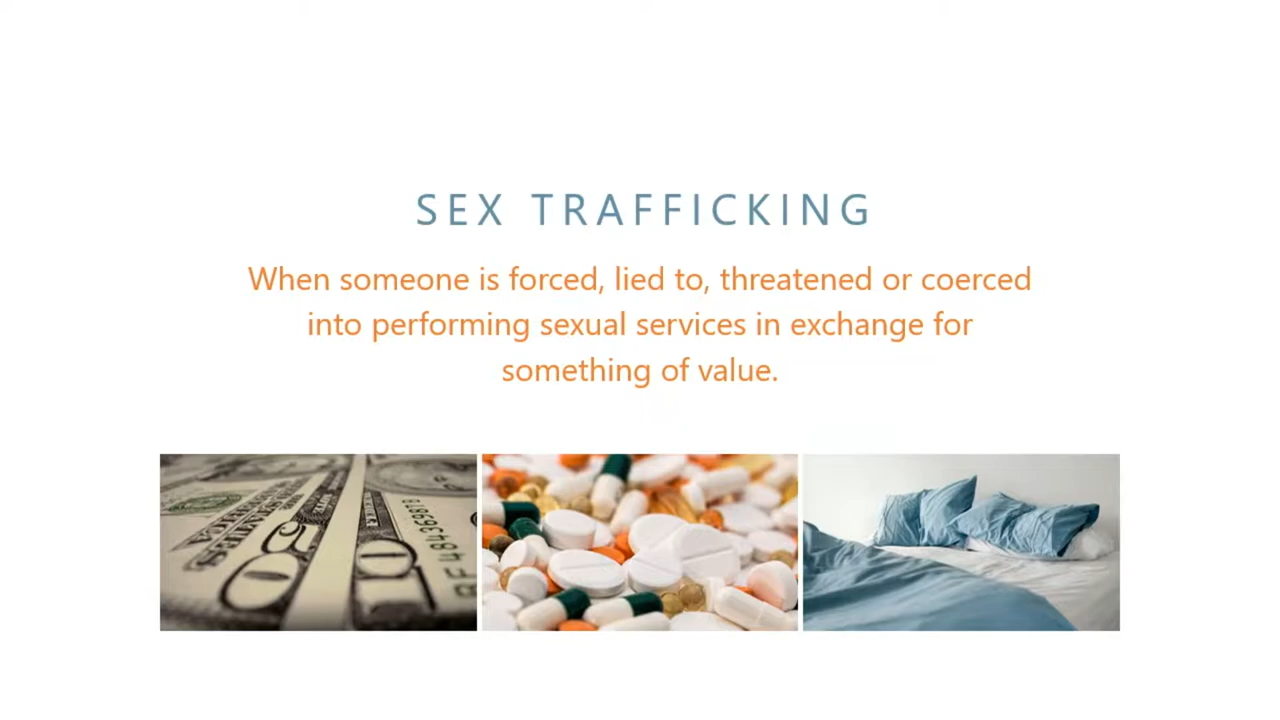 SEX TRAFFICKING
When someone is forced, lied to, threatened or coerced
into performing sexual services in exchange for
something of value.